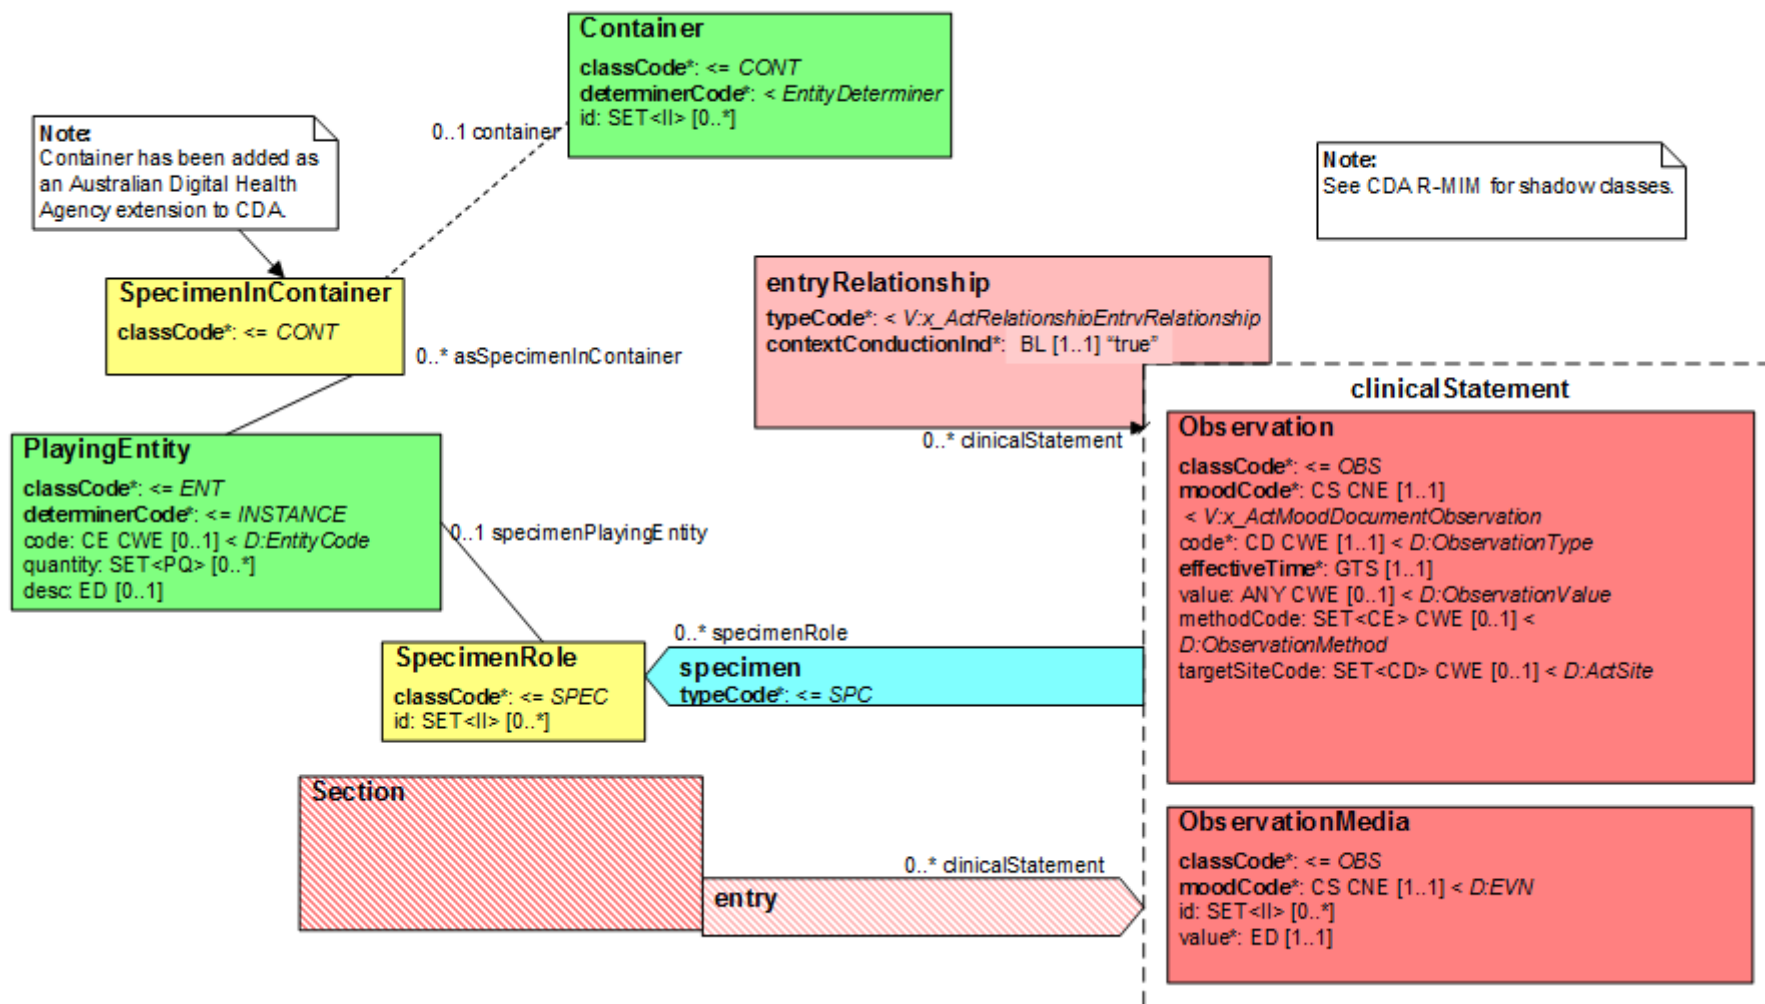 Container
classCode*: <= CONT
determinerCode*: < EntityDeterminer
id: SET<II> [0..*]
0..1 container
Note:
Container has been added as
an Australian Digital Health
Agency extension to CDA.
Note:
See CDA R-MIM for shadow classes.
SpecimenInContainer
classCode*: <= CONT
0..* asSpecimenInContainer
entryRelationship
typeCode*: < V:x_ActRelationshipEntryRelationship
contextConductionInd*: BL [1..1] “true”
0..* clinicalStatement
clinicalStatement
PlayingEntity
classCode*: <= ENT
determinerCode*: <= INSTANCE
code: CE CWE [0..1] < D:EntityCode
quantity: SET<PQ> [0..*]
desc: ED [0..1]
0..1 specimenPlayingEntity
Observation
classCode*: <= OBS
moodCode*: CS CNE [1..1]
< V:x_ActMoodDocumentObservation
code*: CD CWE [1..1] < D:ObservationType
effectiveTime*: GTS [1..1]
value: ANY CWE [0..1] < D:ObservationValue
methodCode: SET<CE> CWE [0..1] <
D:ObservationMethod
targetSiteCode: SET<CD> CWE [0..1] < D:ActSite
SpecimenRole
classCode*: <= SPEC
id: SET<II> [0..*]
0..* specimenRole
specimen
typeCode*: <= SPC
Section
0..* clinicalStatement
entry
ObservationMedia
classCode*: <= OBS
moodCode*: CS CNE [1..1] < D:EVN
id: SET<II> [0..*]
value*: ED [1..1]